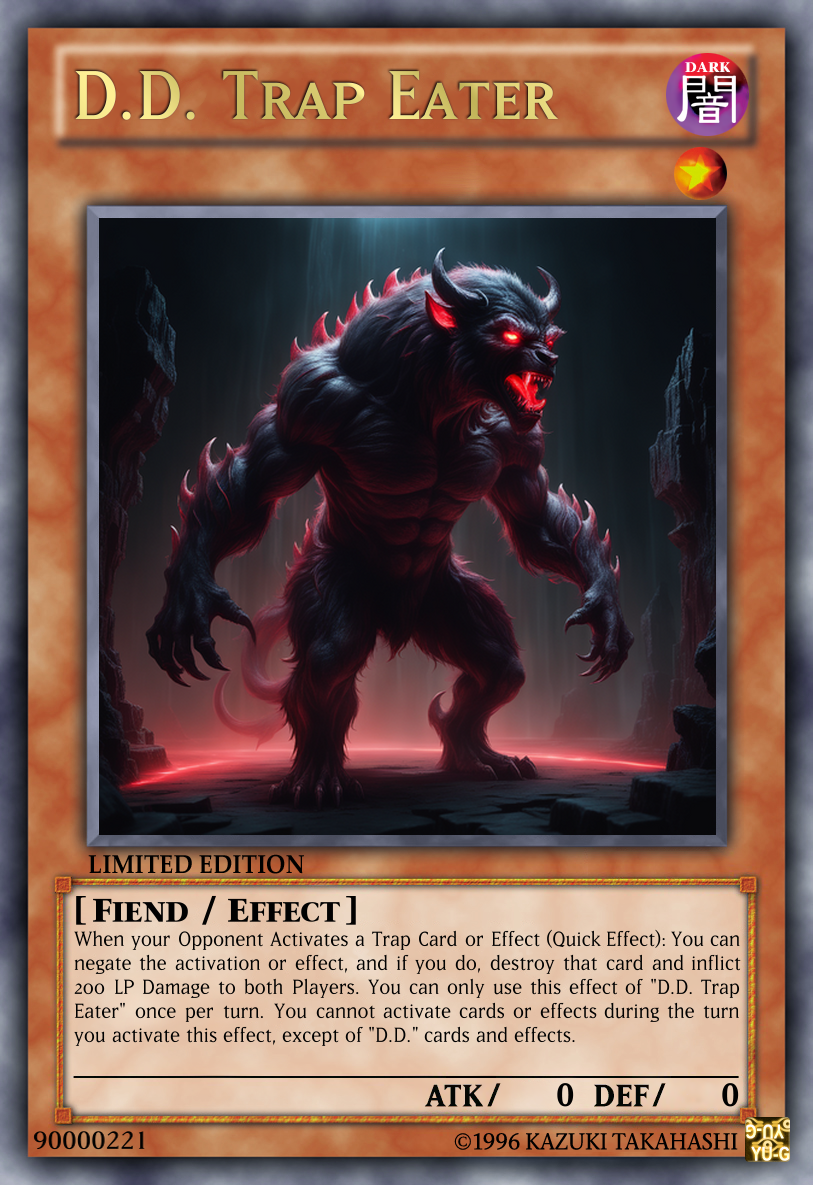 D.D. Trap Eater
DARK
闇
LIMITED EDITION
[ Fiend / Effect ]
When your Opponent Activates a Trap Card or Effect (Quick Effect): You can
negate the activation or effect, and if you do, destroy that card and inflict
200 LP Damage to both Players. You can only use this effect of "D.D. Trap
Eater" once per turn. You cannot activate cards or effects during the turn
you activate this effect, except of "D.D." cards and effects.
ATK/ 0 DEF/ 0
90000221
©1996 KAZUKI TAKAHASHI